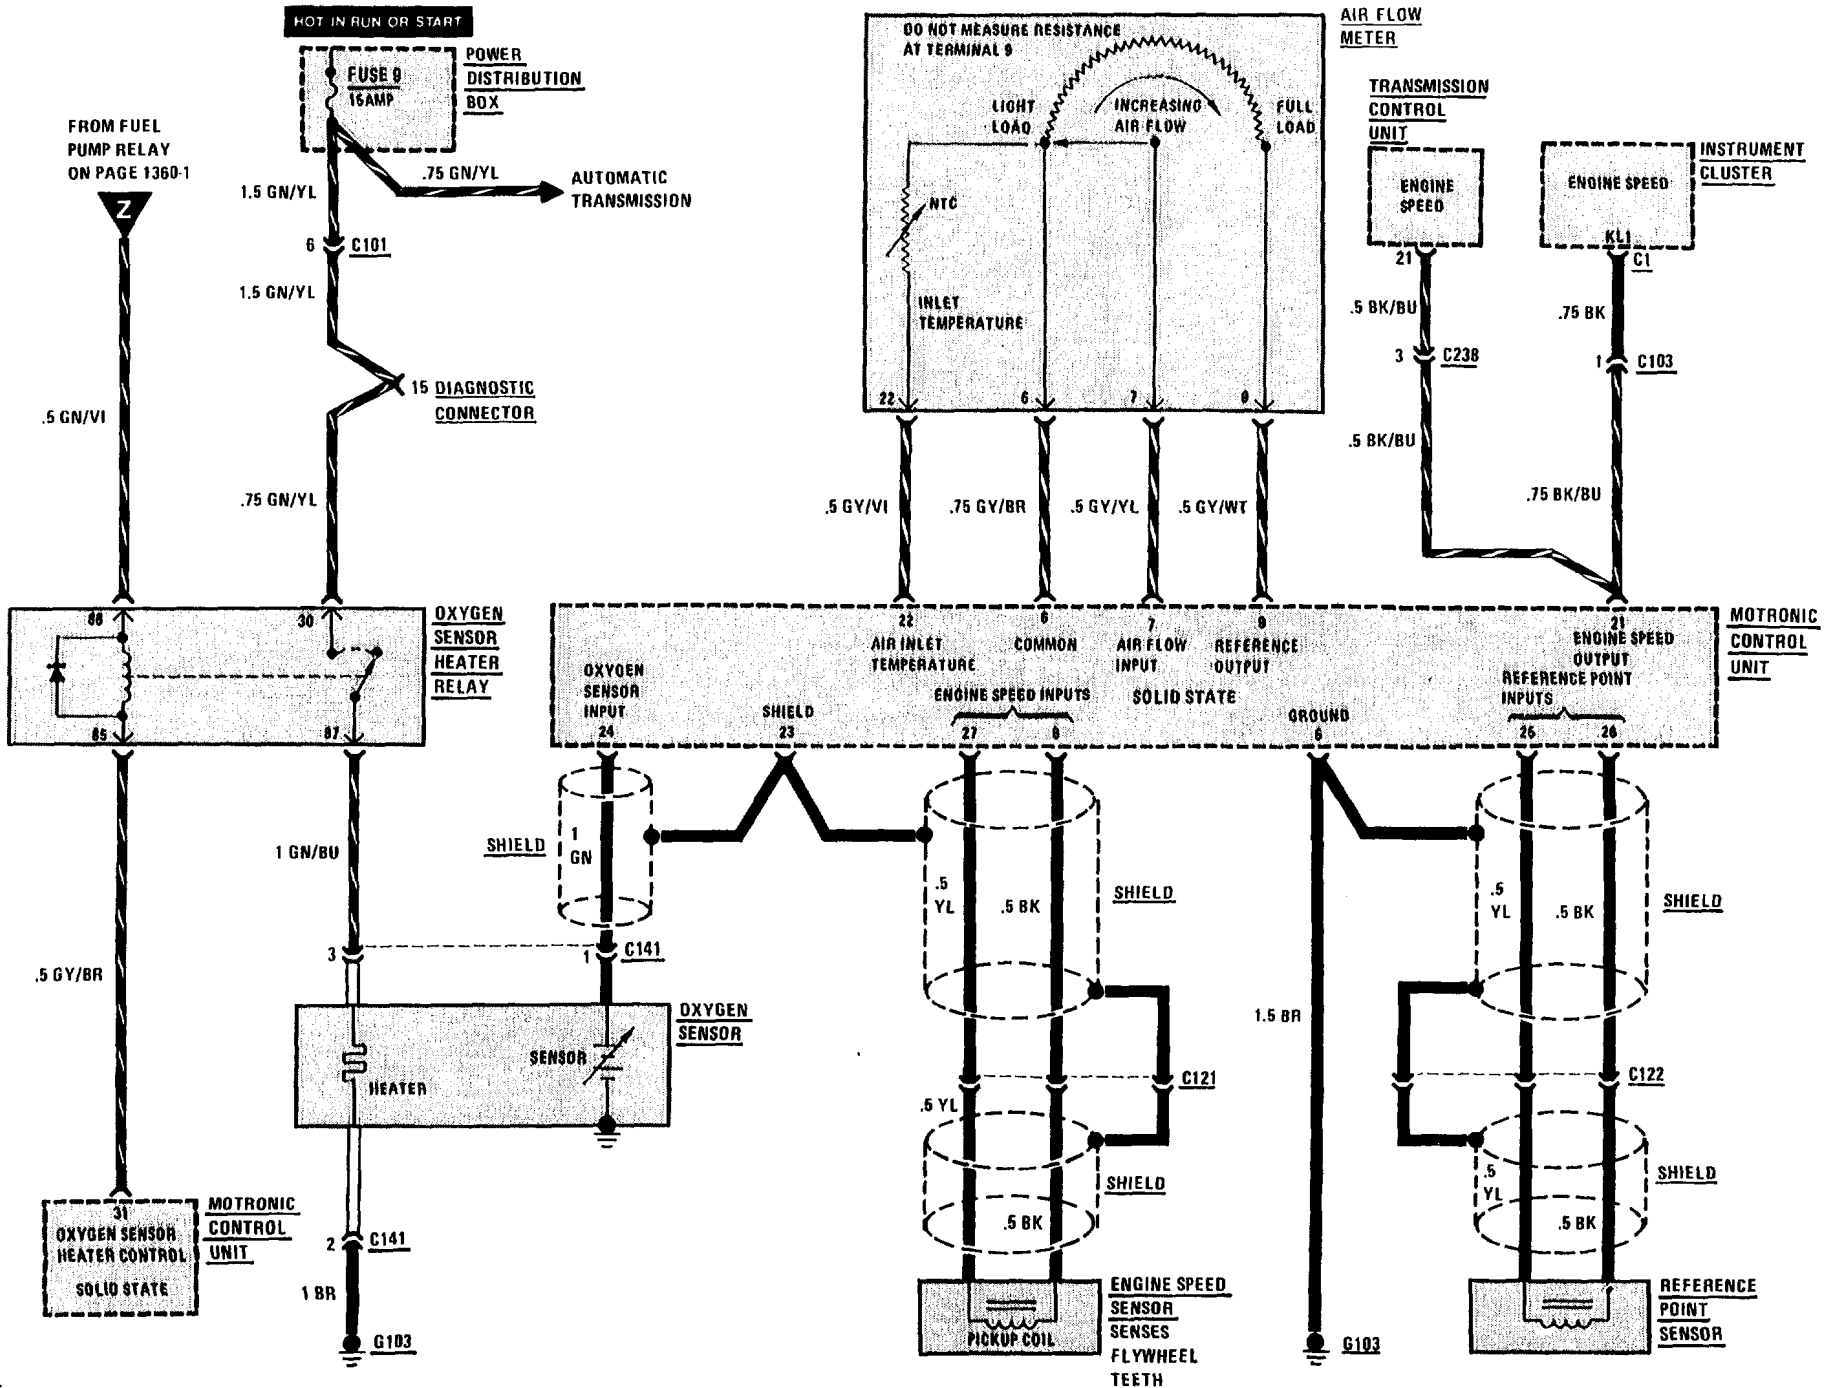 HOT IN RUN OR START
POWER
DISTRIBUTION
BOX
FUSE 9
15AMP
FROM FUEL
PUMP RELAY
ON PAGE 1360-1
Z
1.5 GN/YL
.75 GN/YL
AUTOMATIC
TRANSMISSION
6
C101
1.5 GN/YL
15 DIAGNOSTIC
CONNECTOR
.5 GN/VI
.75 GN/YL
AIR FLOW
METER
DO NOT MEASURE RESISTANCE
AT TERMINAL 9
LIGHT
LOAD
INCREASING
AIR FLOW
FULL
LOAD
NTC
INLET
TEMPERATURE
22
6
7
9
TRANSMISSION
CONTROL
UNIT
ENGINE
SPEED
21
INSTRUMENT
CLUSTER
ENGINE SPEED
KL1
C1
.5 BK/BU
.75 BK
3
C238
1
C103
.5 BK/BU
.75 BK/BU
.5 GY/VI
.75 GY/BR
.5 GY/YL
.5 GY/WT
30
85
87
OXYGEN
SENSOR
HEATER
RELAY
MOTRONIC
CONTROL
UNIT
22
6
7
9
21
AIR INLET
TEMPERATURE
COMMON
AIR FLOW
INPUT
REFERENCE
OUTPUT
ENGINE SPEED
OUTPUT
OXYGEN
SENSOR
INPUT
24
SHIELD
23
ENGINE SPEED INPUTS
27
8
SOLID STATE
GROUND
REFERENCE POINT
INPUTS
26
1 GN/BU
SHIELD
1
GN
.5
YL
.5 BK
SHIELD
.5
YL
.5 BK
SHIELD
3
1
C141
.5 GY/BR
OXYGEN
SENSOR
SENSOR
HEATER
1.5 BR
C121
C122
.5 YL
SHIELD
.5 BK
.5
YL
.5 BK
SHIELD
31
OXYGEN SENSOR
HEATER CONTROL
SOLID STATE
MOTRONIC
CONTROL
UNIT
2
C141
1 BR
G103
ENGINE SPEED
SENSOR
SENSES
FLYWHEEL
TEETH
PICKUP COIL
G103
REFERENCE
POINT
SENSOR